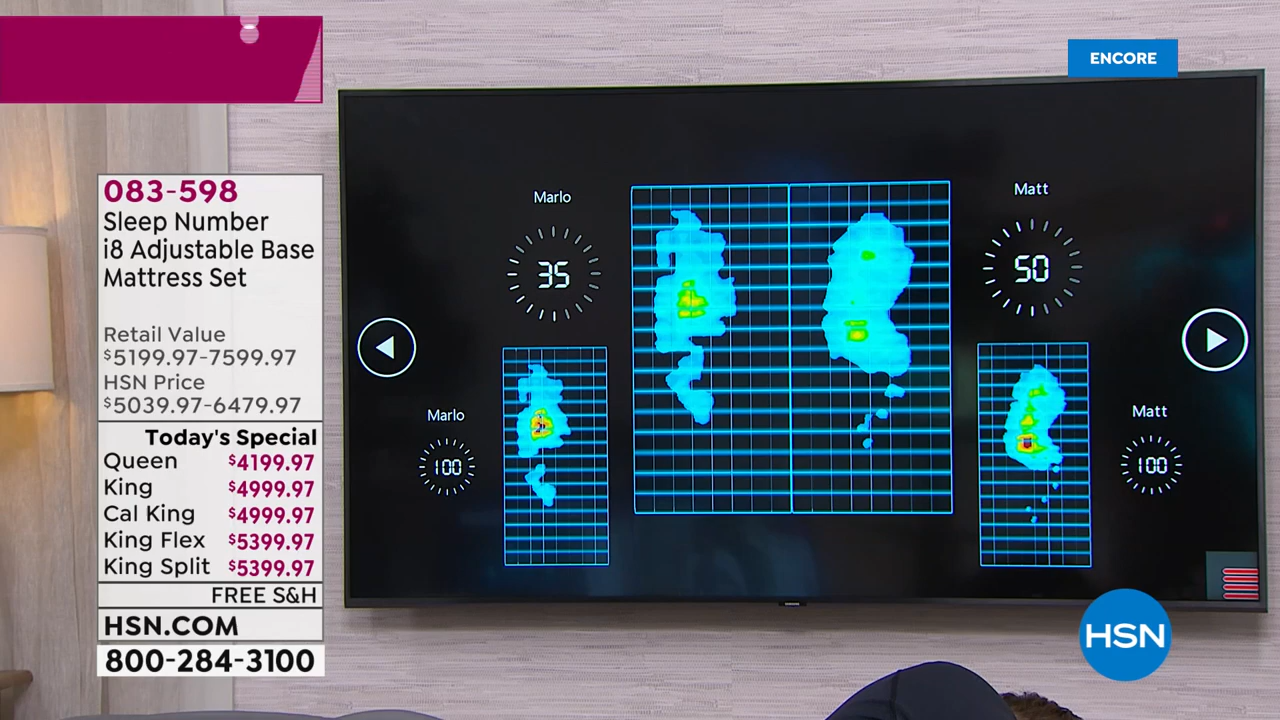 ENCORE
083-598
Sleep Number
i8 Adjustable Base
Mattress Set
Retail Value
$5199.97-7599.97
HSN Price
$5039.97-6479.97
Today's Special
Queen $4199.97
King $4999.97
Cal King $4999.97
King Flex $5399.97
King Split $5399.97
FREE S&H
HSN.COM
800-284-3100
Marlo
35
Matt
50
Marlo
100
Matt
100
SAMSUNG
HSN